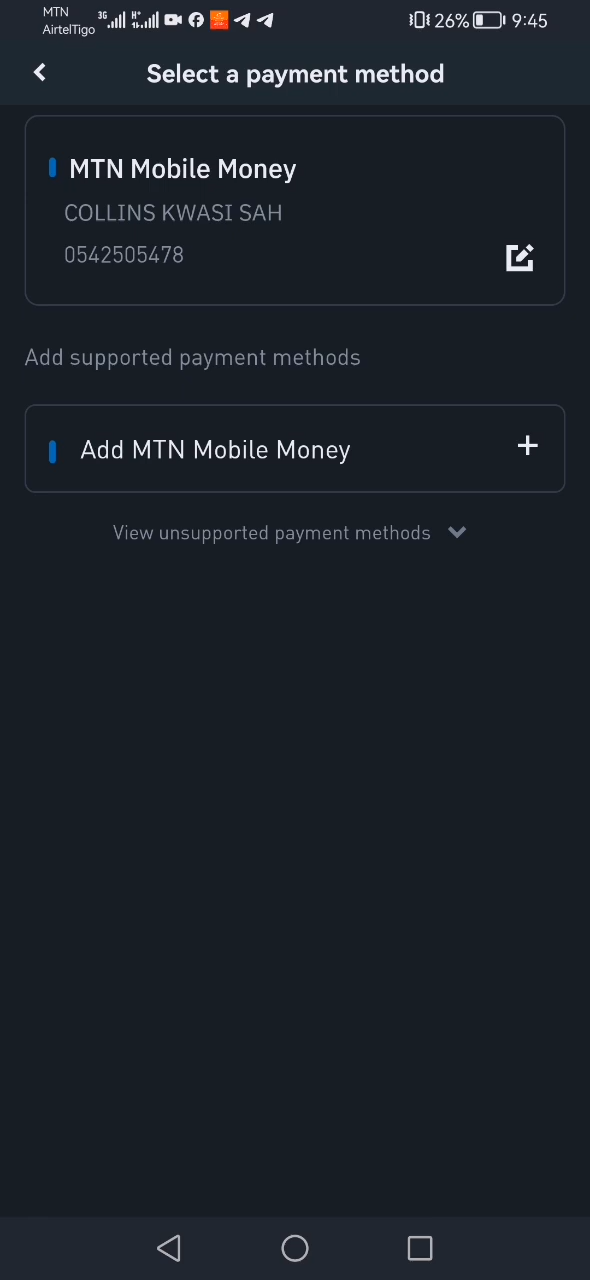 MTN
AirtelTigo
3G
H+
26%
9:45
Select a payment method
MTN Mobile Money
COLLINS KWASI SAH
0542505478
Add supported payment methods
Add MTN Mobile Money
View unsupported payment methods